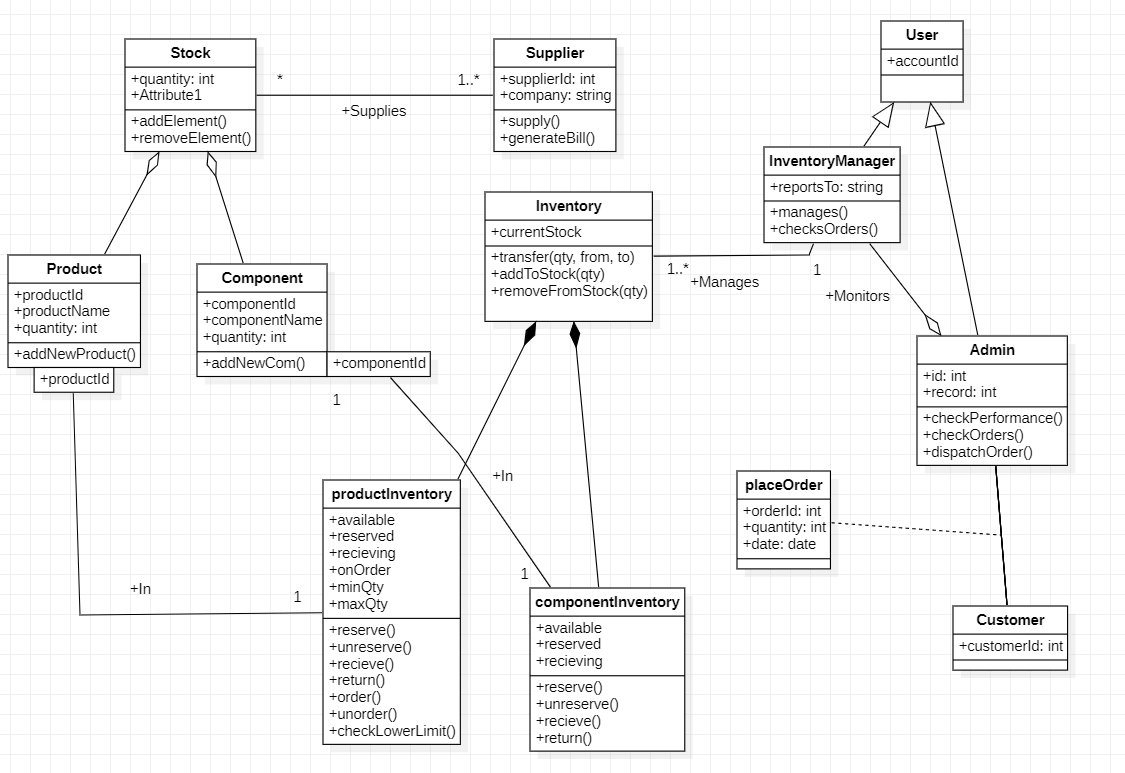 Stock
+quantity: int
+Attribute1
+addElement()
+removeElement()
*
1..*
+Supplies
Supplier
+supplierId: int
+company: string
+supply()
+generateBill()
User
+accountId
InventoryManager
+reportsTo: string
+manages()
+checksOrders()
Inventory
+currentStock
+transfer(qty, from, to)
+addToStock(qty)
+removeFromStock(qty)
1..*
+Manages
1
+Monitors
Product
+productId
+productName
+quantity: int
+addNewProduct()
+productId
Component
+componentId
+componentName
+quantity: int
+addNewCom()
+componentId
1
+In
Admin
+id: int
+record: int
+checkPerformance()
+checkOrders()
+dispatchOrder()
placeOrder
+orderId: int
+quantity: int
+date: date
productInventory
+available
+reserved
+recieving
+onOrder
+minQty
+maxQty
+reserve()
+unreserve()
+recieve()
+return()
+order()
+unorder()
+checkLowerLimit()
+In
1
1
componentInventory
+available
+reserved
+recieving
+reserve()
+unreserve()
+recieve()
+return()
Customer
+customerId: int